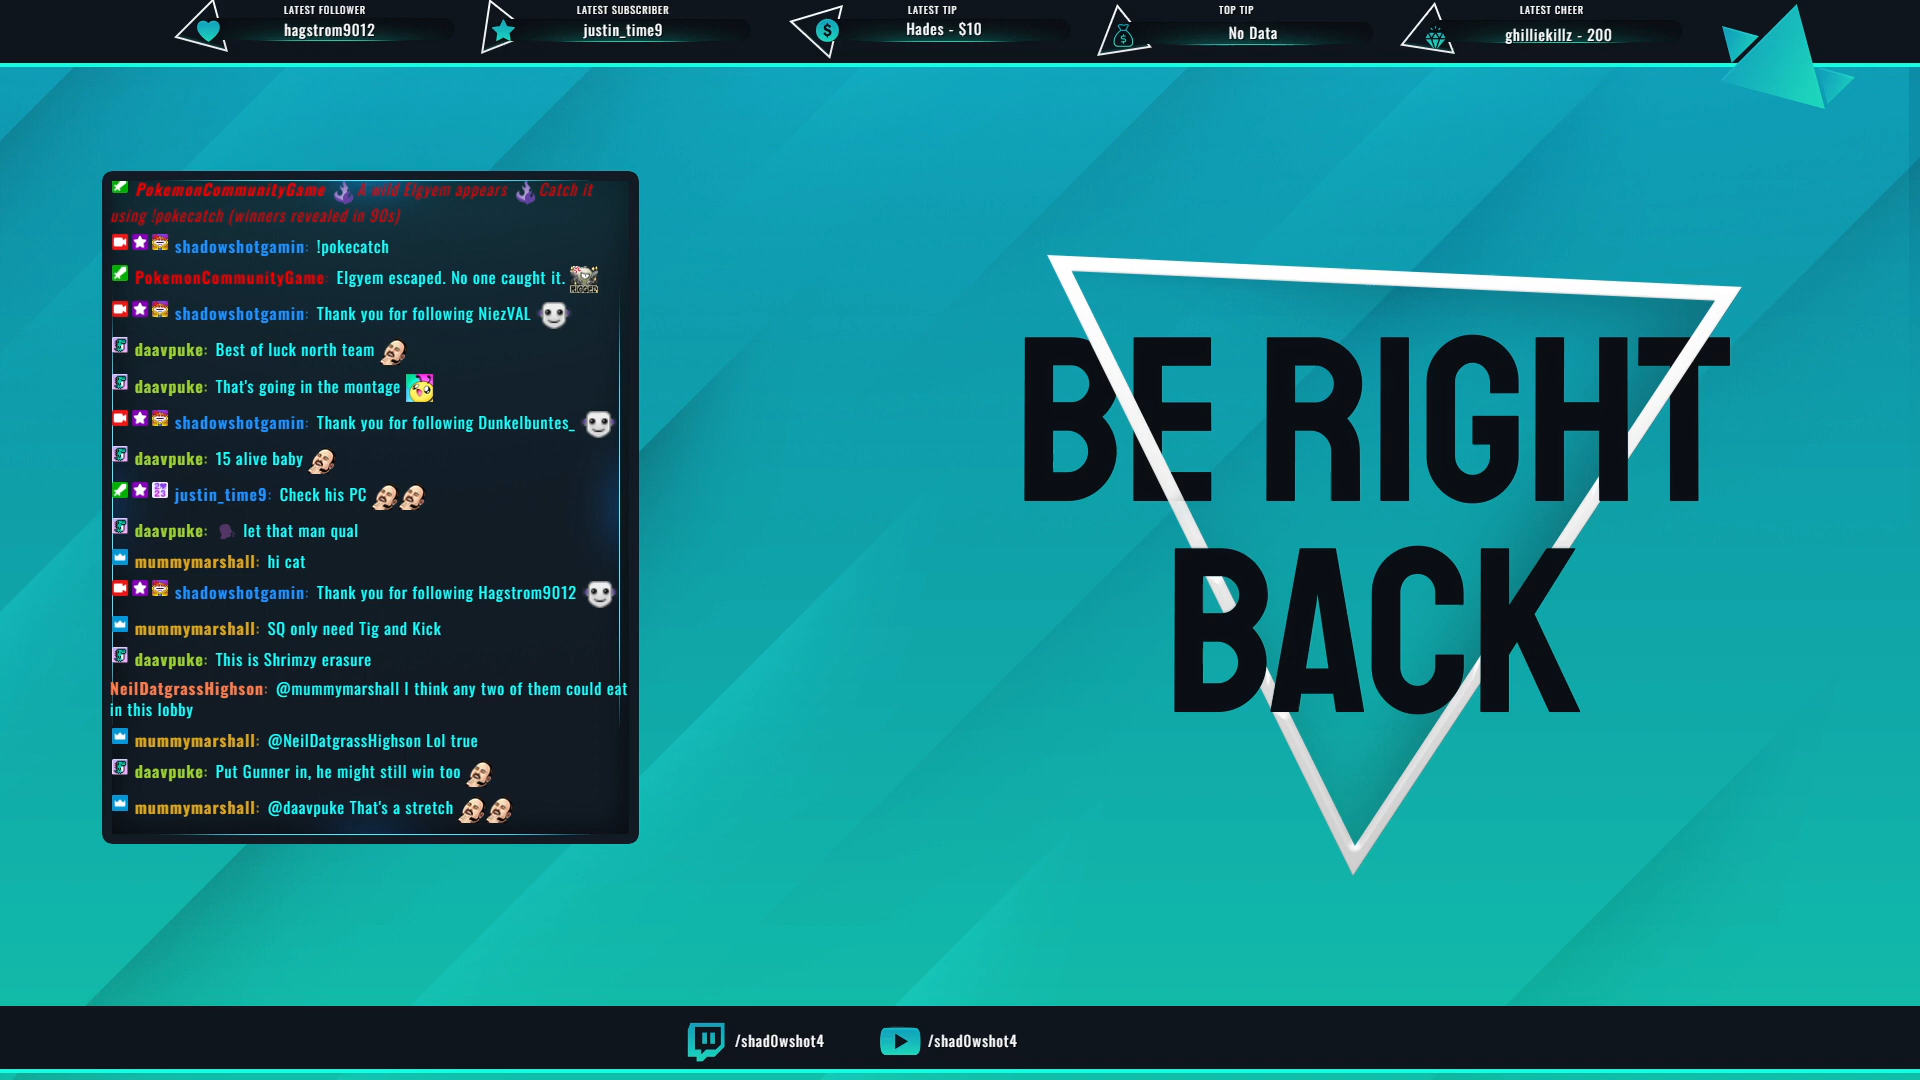 LATEST FOLLOWER
hagstrom9012
LATEST SUBSCRIBER
justin_time9
LATEST TIP
Hades - $10
TOP TIP
No Data
LATEST CHEER
ghilliekillz - 200
PokemonCommunityGame A wild Elgyem appears Catch it
using !pokecatch (winners revealed in 90s)
shadowshotgamin: !pokecatch
PokemonCommunityGame: Elgyem escaped. No one caught it.
RIGGED
shadowshotgamin: Thank you for following NiezVAL
daavpuke: Best of luck north team
daavpuke: That's going in the montage
shadowshotgamin: Thank you for following Dunkelbuntes_
daavpuke: 15 alive baby
justin_time9: Check his PC
daavpuke: let that man qual
mummymarshall: hi cat
shadowshotgamin: Thank you for following Hagstrom9012
mummymarshall: SQ only need Tig and Kick
daavpuke: This is Shrimzy erasure
NeilDatgrassHighson: @mummymarshall I think any two of them could eat
in this lobby
mummymarshall: @NeilDatgrassHighson Lol true
daavpuke: Put Gunner in, he might still win too
mummymarshall: @daavpuke That's a stretch
BE RIGHT
BACK
/shad0wshot4
/shad0wshot4